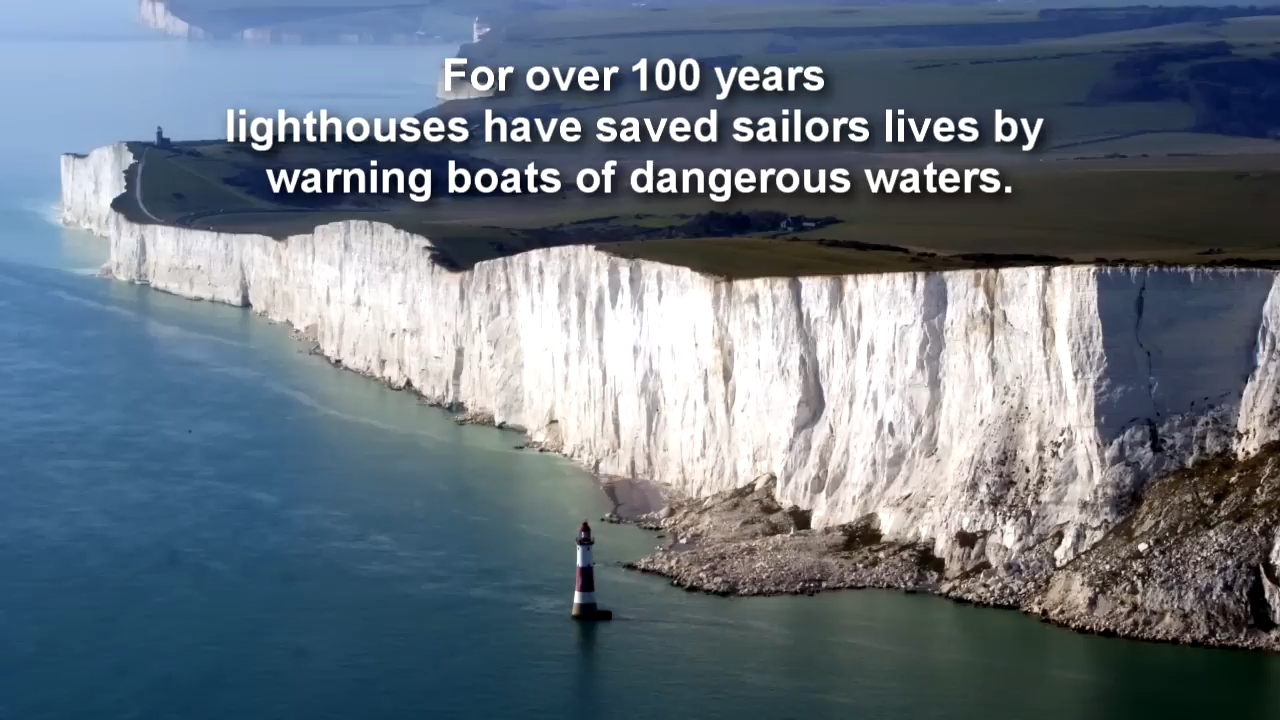 For over 100 years
lighthouses have saved sailors lives by
warning boats of dangerous waters.